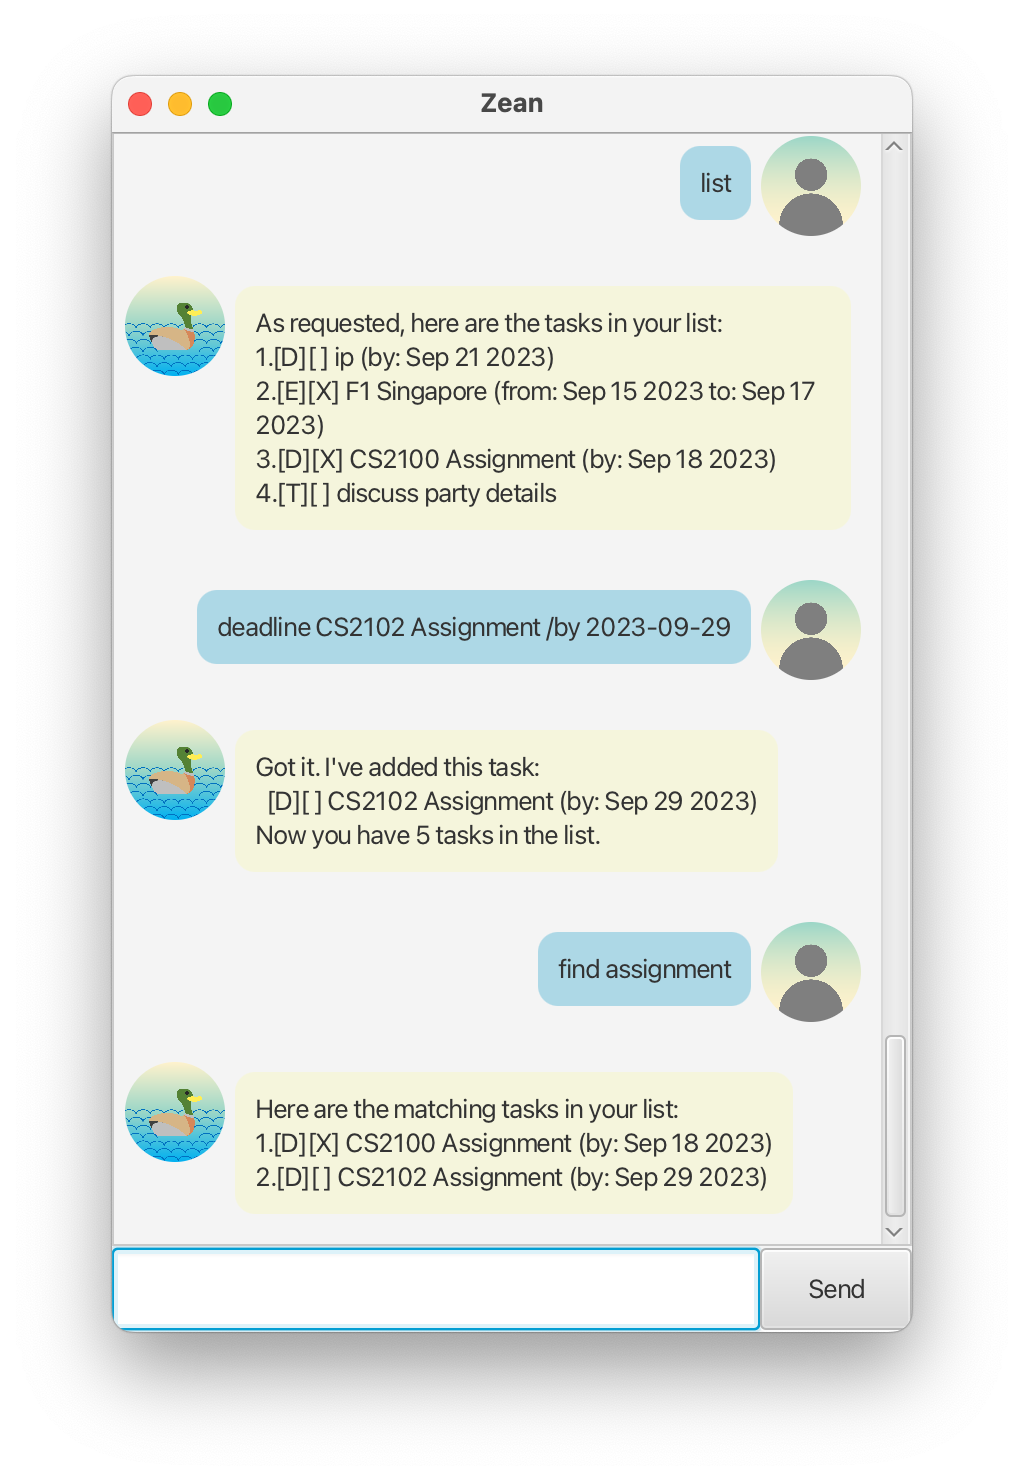 Zean
list
As requested, here are the tasks in your list:
1.[D][ ] ip (by: Sep 21 2023)
2.[E][X] F1 Singapore (from: Sep 15 2023 to: Sep 17
2023)
3.[D][X] CS2100 Assignment (by: Sep 18 2023)
4.[T][ ] discuss party details
deadline CS2102 Assignment /by 2023-09-29
Got it. I've added this task:
[D][ ] CS2102 Assignment (by: Sep 29 2023)
Now you have 5 tasks in the list.
find assignment
Here are the matching tasks in your list:
1.[D][X] CS2100 Assignment (by: Sep 18 2023)
2.[D][ ] CS2102 Assignment (by: Sep 29 2023)
Send